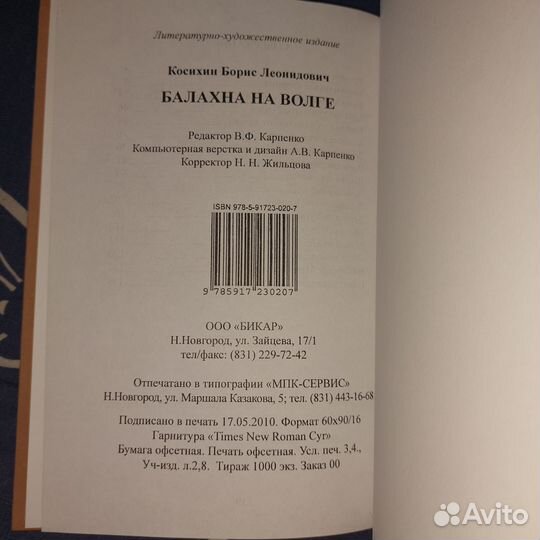 Литературно-художественное издание
Косихин Борис Леонидович
БАЛАХНА НА ВОЛГЕ
Редактор В.Ф. Карпенко
Компьютерная верстка и дизайн А.В. Карпенко
Корректор Н. Н. Жильцова
ISBN 978-5-91723-020-7
9 785917 230207
ООО «БИКАР»
Н.Новгород, ул. Зайцева, 17/1
тел/факс: (831) 229-72-42
Отпечатано в типографии «МПК-СЕРВИС»
Н.Новгород, ул. Маршала Казакова, 5; тел. (831) 443-16-68
Подписано в печать 17.05.2010. Формат 60х90/16
Гарнитура «Times New Roman Cyr»
Бумага офсетная. Печать офсетная. Усл. печ. 3,4.,
Уч-изд. л.2,8. Тираж 1000 экз. Заказ 00
Avito